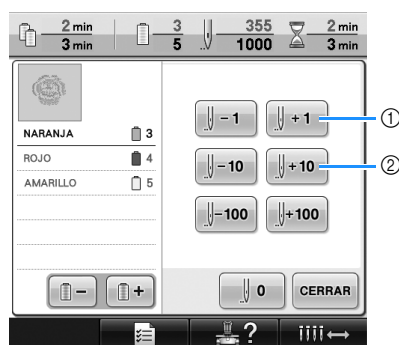 2 min 3 355 2 min
3 min 5 1000 3 min
NARANJA 3
ROJO 4
AMARILLO 5
- 1 + 1 1
- 10 + 10 2
-100 +100
- +
0 CERRAR
?